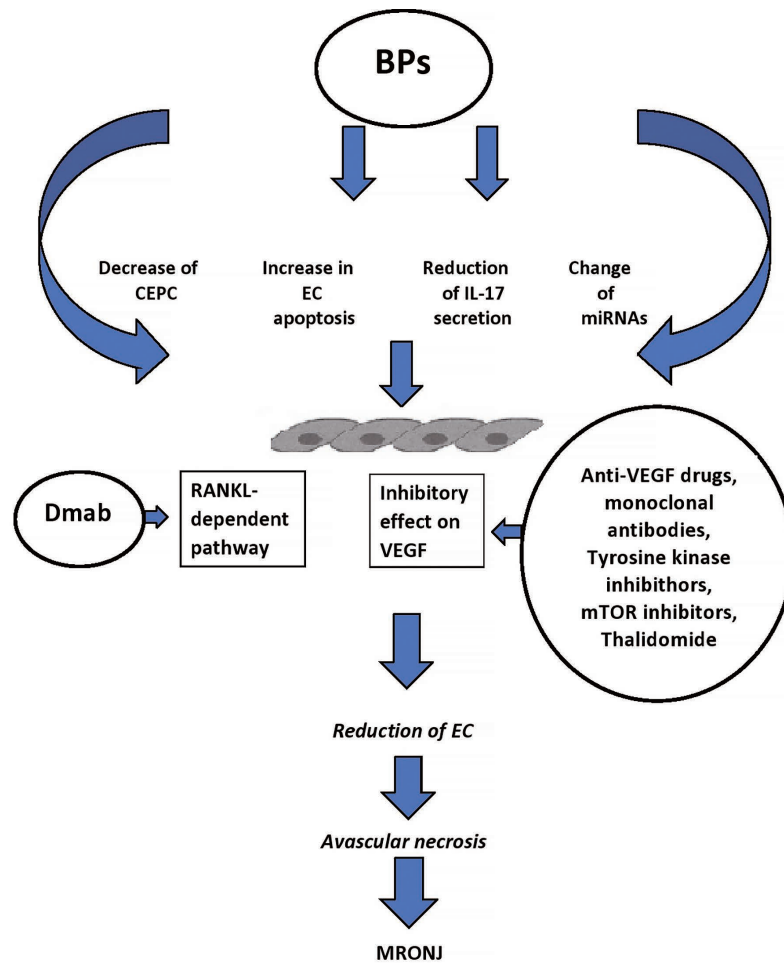 BPs
Decrease of
CEPC
Increase in
EC
apoptosis
Reduction
of IL-17
secretion
Change
of
miRNAs
Dmab
RANKL-
dependent
pathway
Inhibitory
effect on
VEGF
Anti-VEGF drugs,
monoclonal
antibodies,
Tyrosine kinase
inhibithors,
mTOR inhibitors,
Thalidomide
Reduction of EC
Avascular necrosis
MRONJ